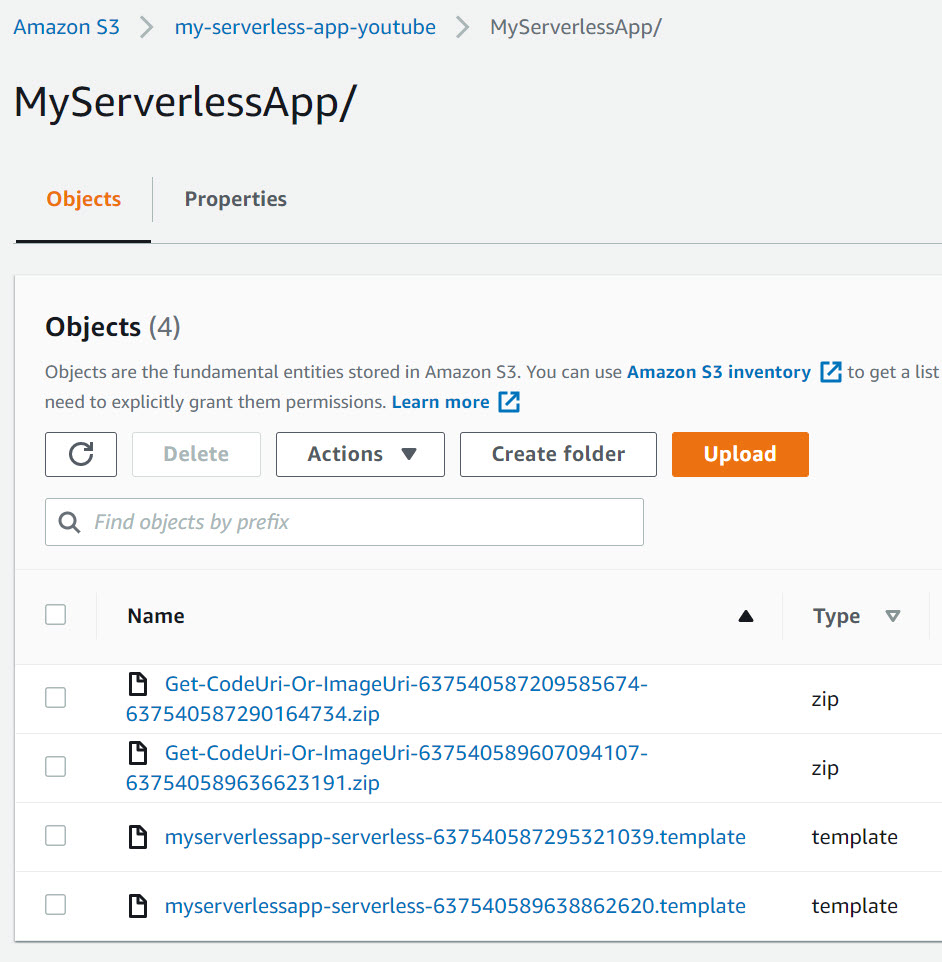 Amazon S3 > my-serverless-app-youtube > MyServerlessApp/
MyServerlessApp/
Objects Properties
Objects (4)
Objects are the fundamental entities stored in Amazon S3. You can use Amazon S3 inventory to get a list
need to explicitly grant them permissions. Learn more
Delete Actions Create folder Upload
Find objects by prefix
Name Type
Get-CodeUri-Or-ImageUri-637540587209585674-
637540587290164734.zip
zip
Get-CodeUri-Or-ImageUri-637540589607094107-
637540589636623191.zip
zip
myserverlessapp-serverless-637540587295321039.template template
myserverlessapp-serverless-637540589638862620.template template